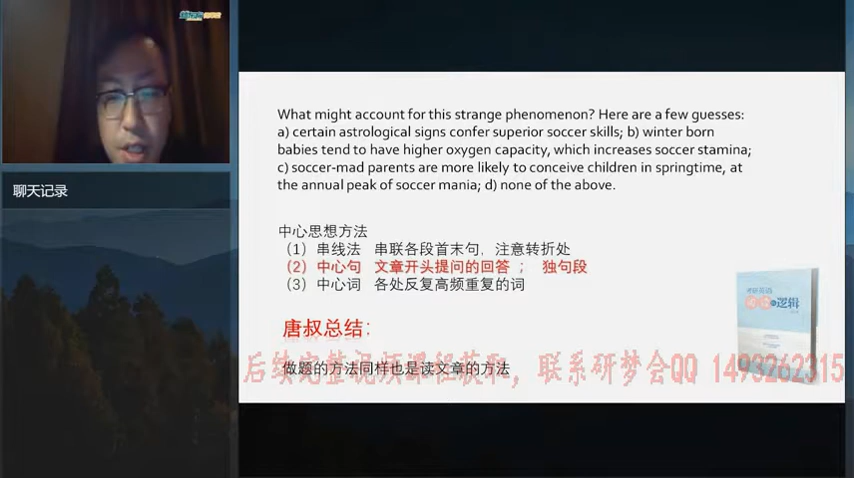 聊天记录
What might account for this strange phenomenon? Here are a few guesses:
a) certain astrological signs confer superior soccer skills; b) winter born
babies tend to have higher oxygen capacity, which increases soccer stamina;
c) soccer-mad parents are more likely to conceive children in springtime, at
the annual peak of soccer mania; d) none of the above.
中心思想方法
（1）串线法 串联各段首末句，注意转折处
（2）中心句 文章开头提问的回答 ； 独句段
（3）中心词 各处反复高频重复的词
唐叔总结：
后续完整视频课程获取，联系研梦会QQ 1493262315
做题的方法同样也是读文章的方法
逻辑